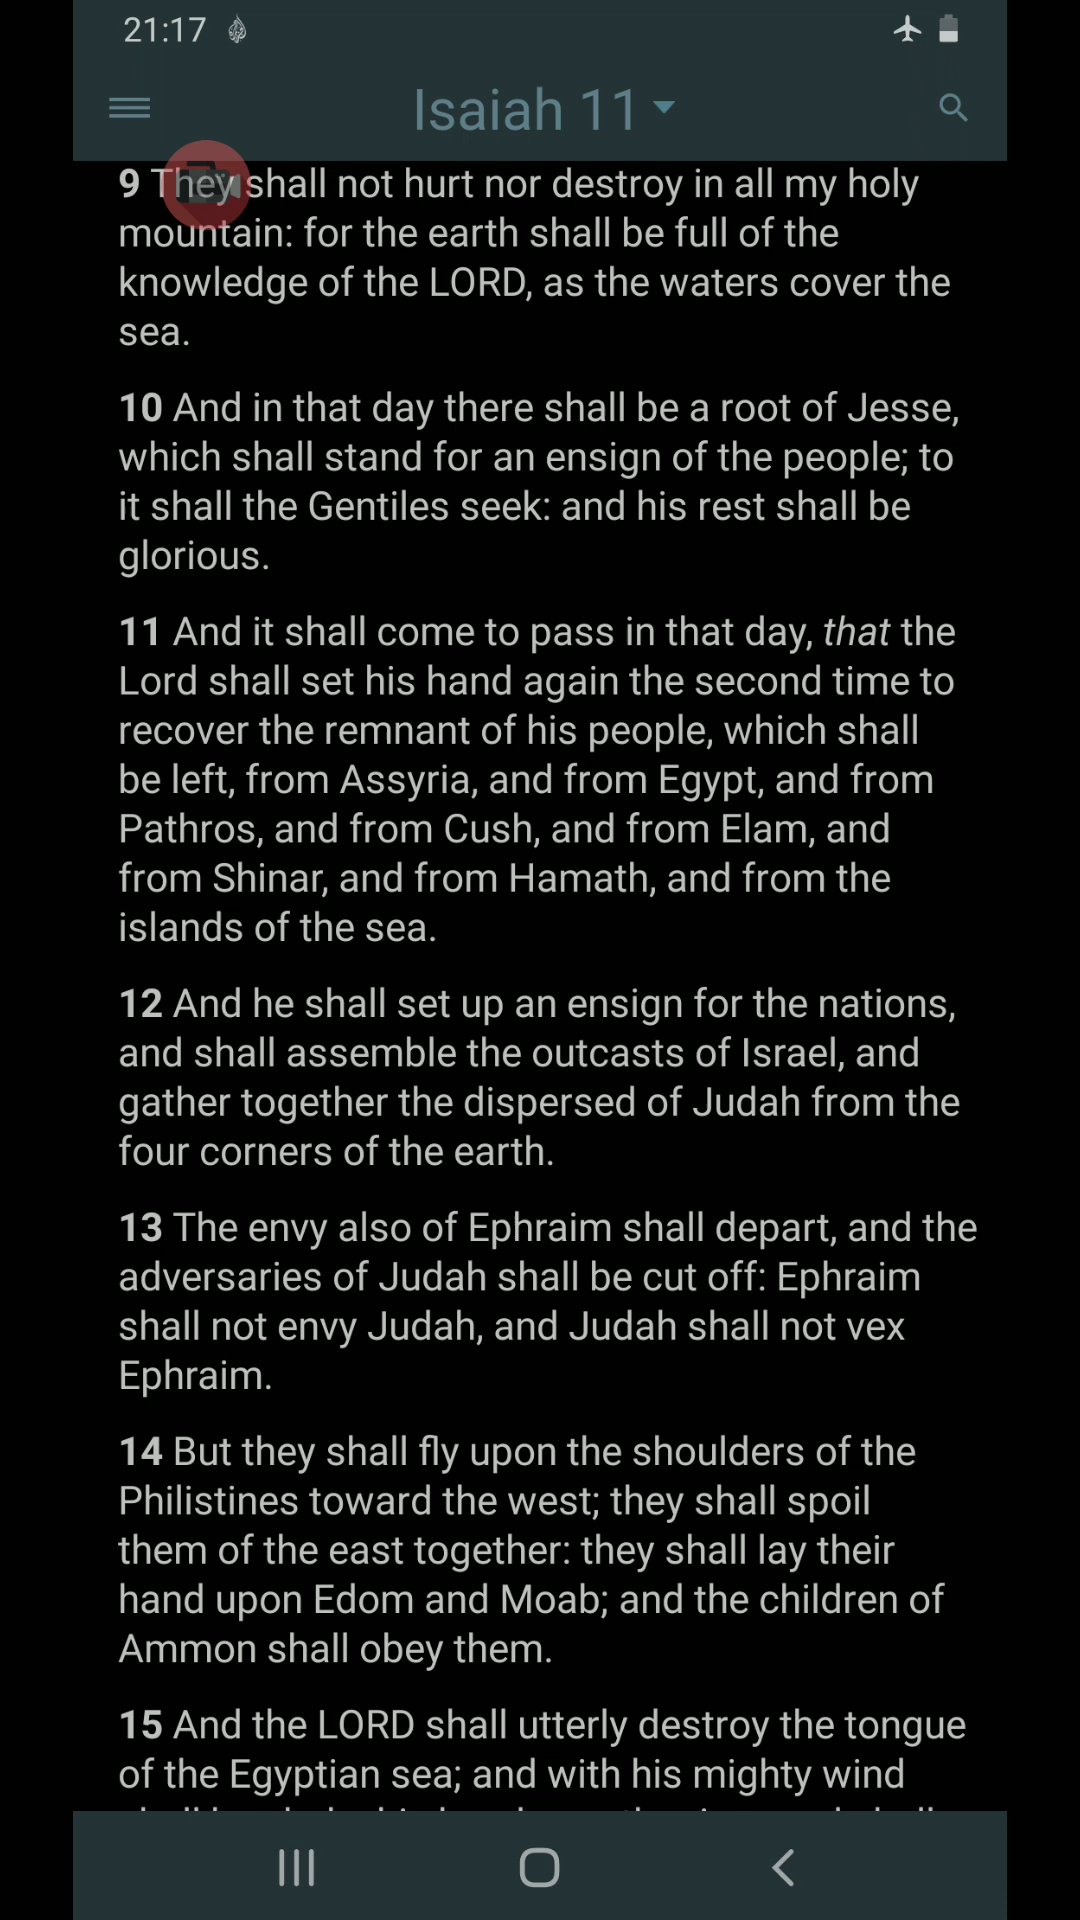 21:17
Isaiah 11
9 They shall not hurt nor destroy in all my holy
mountain: for the earth shall be full of the
knowledge of the LORD, as the waters cover the
sea.
10 And in that day there shall be a root of Jesse,
which shall stand for an ensign of the people; to
it shall the Gentiles seek: and his rest shall be
glorious.
11 And it shall come to pass in that day, that the
Lord shall set his hand again the second time to
recover the remnant of his people, which shall
be left, from Assyria, and from Egypt, and from
Pathros, and from Cush, and from Elam, and
from Shinar, and from Hamath, and from the
islands of the sea.
12 And he shall set up an ensign for the nations,
and shall assemble the outcasts of Israel, and
gather together the dispersed of Judah from the
four corners of the earth.
13 The envy also of Ephraim shall depart, and the
adversaries of Judah shall be cut off: Ephraim
shall not envy Judah, and Judah shall not vex
Ephraim.
14 But they shall fly upon the shoulders of the
Philistines toward the west; they shall spoil
them of the east together: they shall lay their
hand upon Edom and Moab; and the children of
Ammon shall obey them.
15 And the LORD shall utterly destroy the tongue
of the Egyptian sea; and with his mighty wind